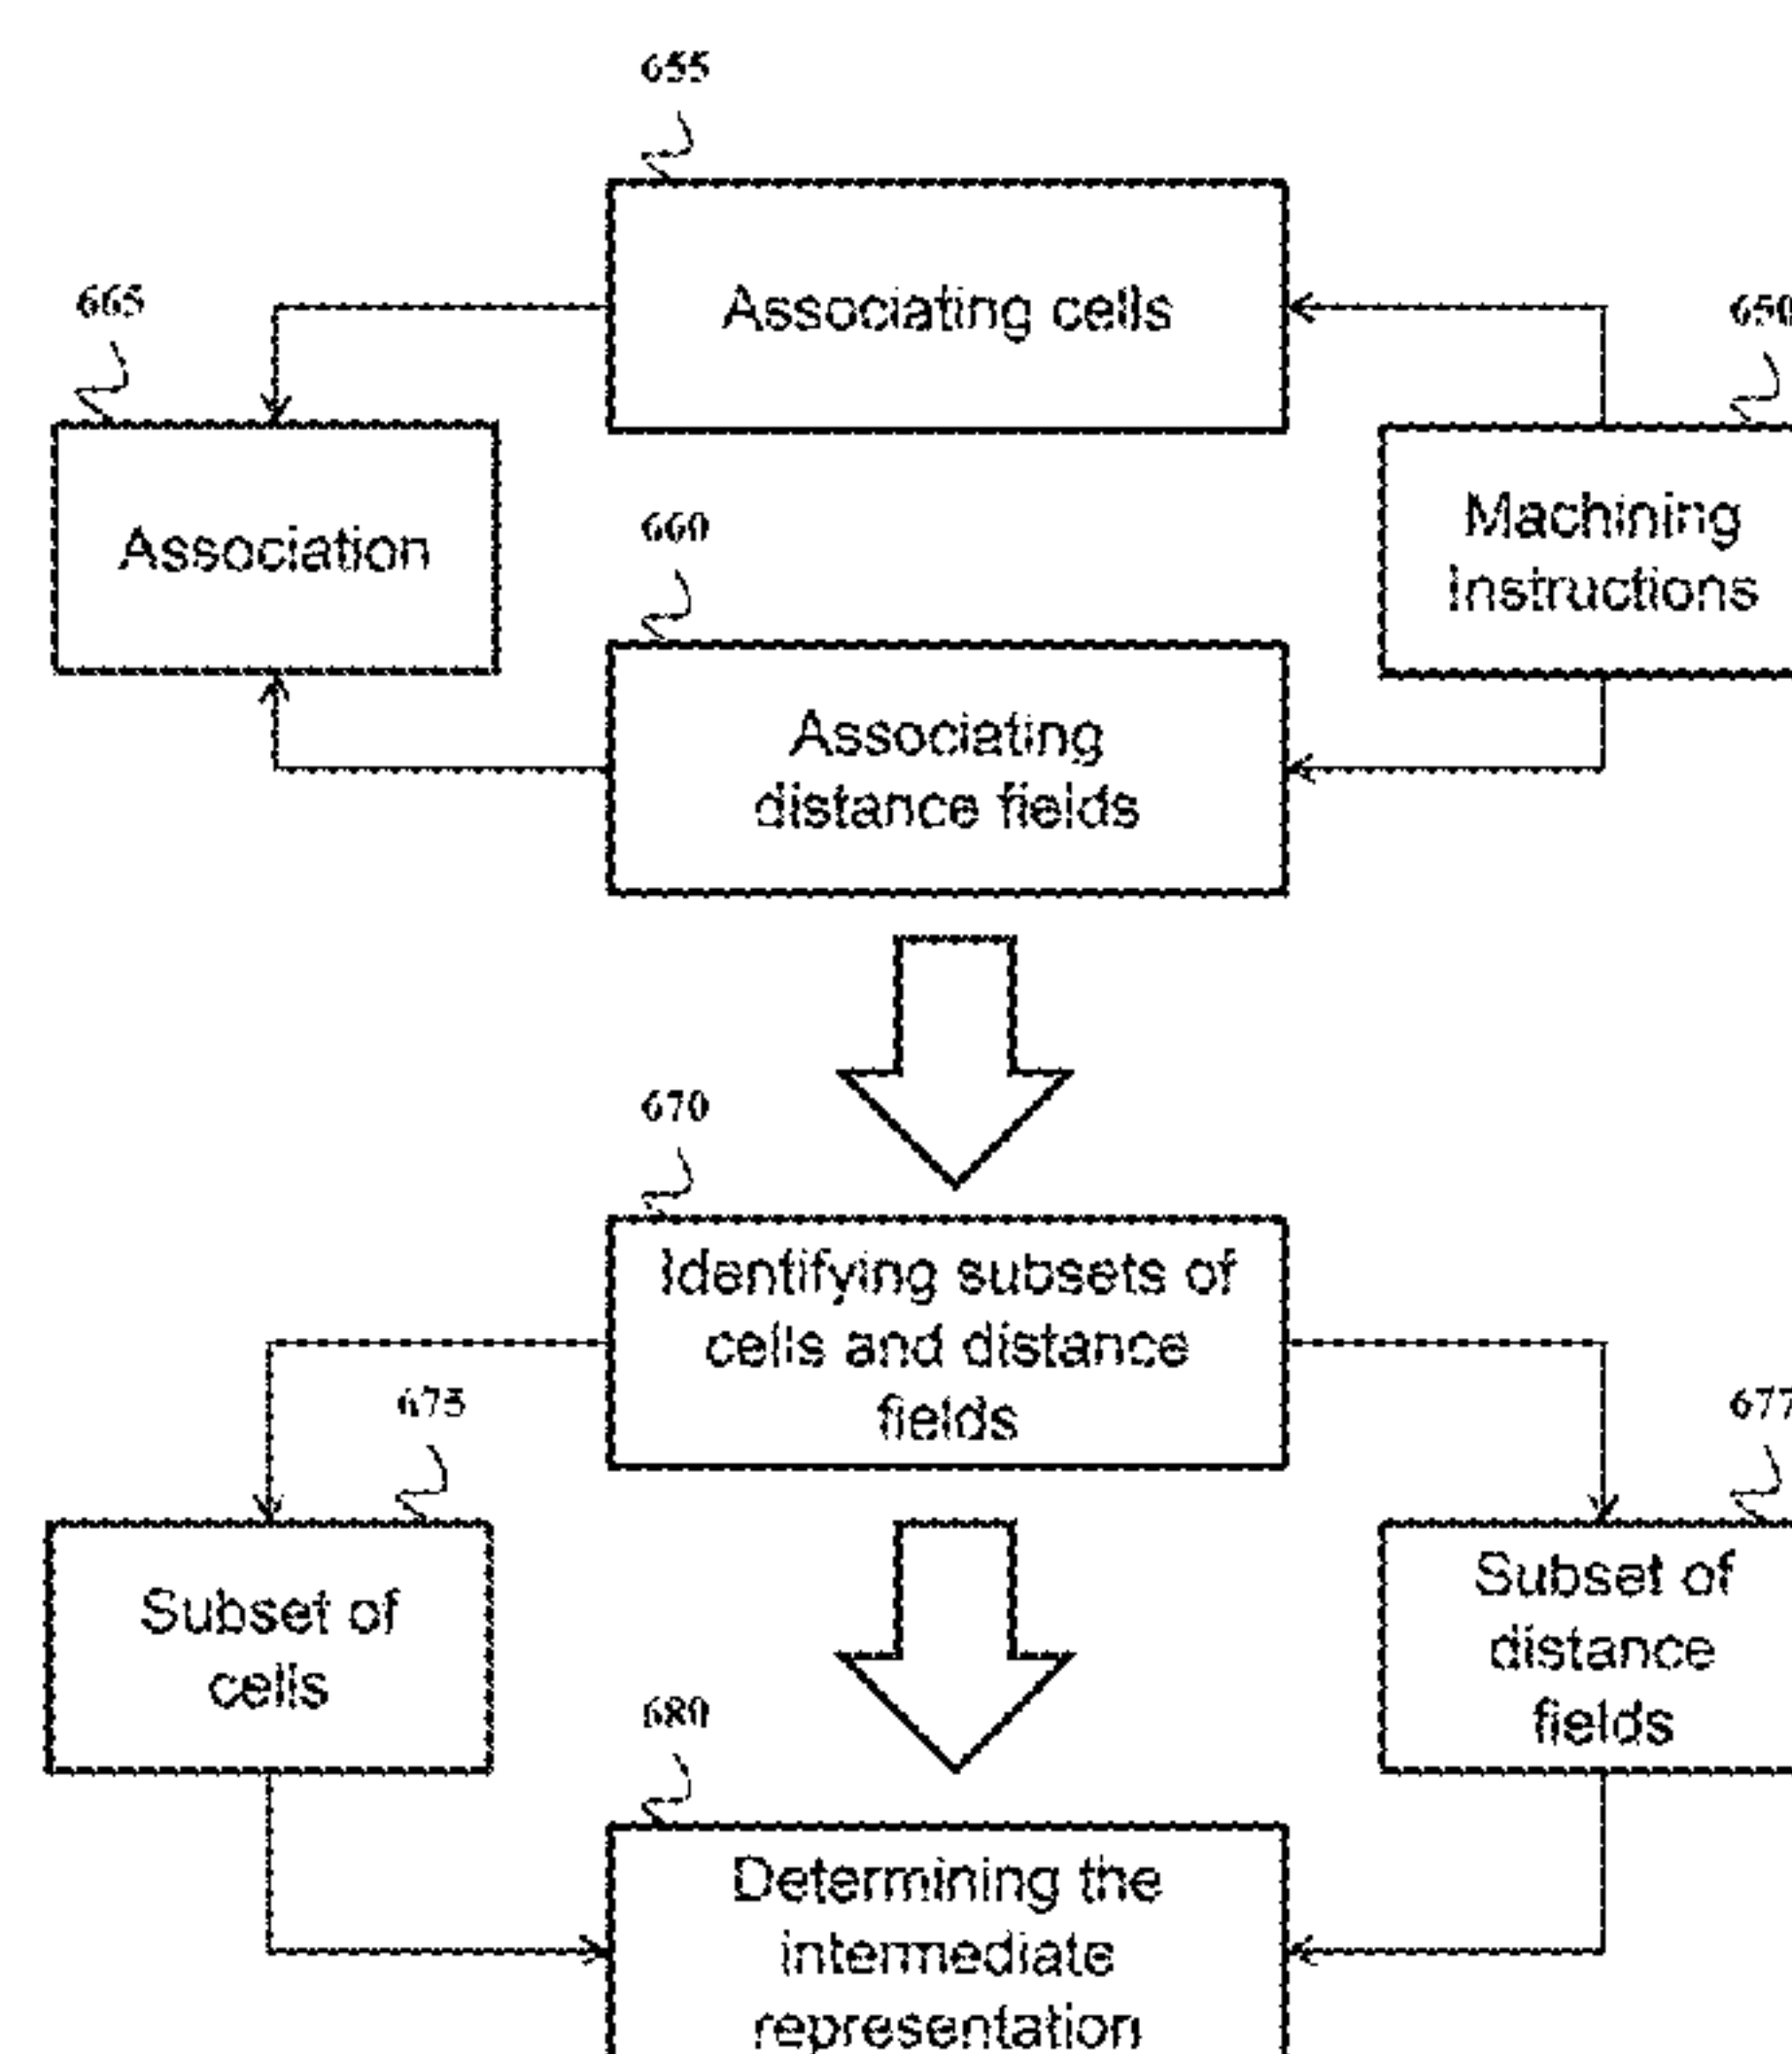 655
Associating cells
665
650
Association
Machining
Instructions
660
Associating
distance fields
670
Identifying subsets of
cells and distance
fields
675
677
Subset of
cells
Subset of
distance
fields
680
Determining the
intermediate
representation